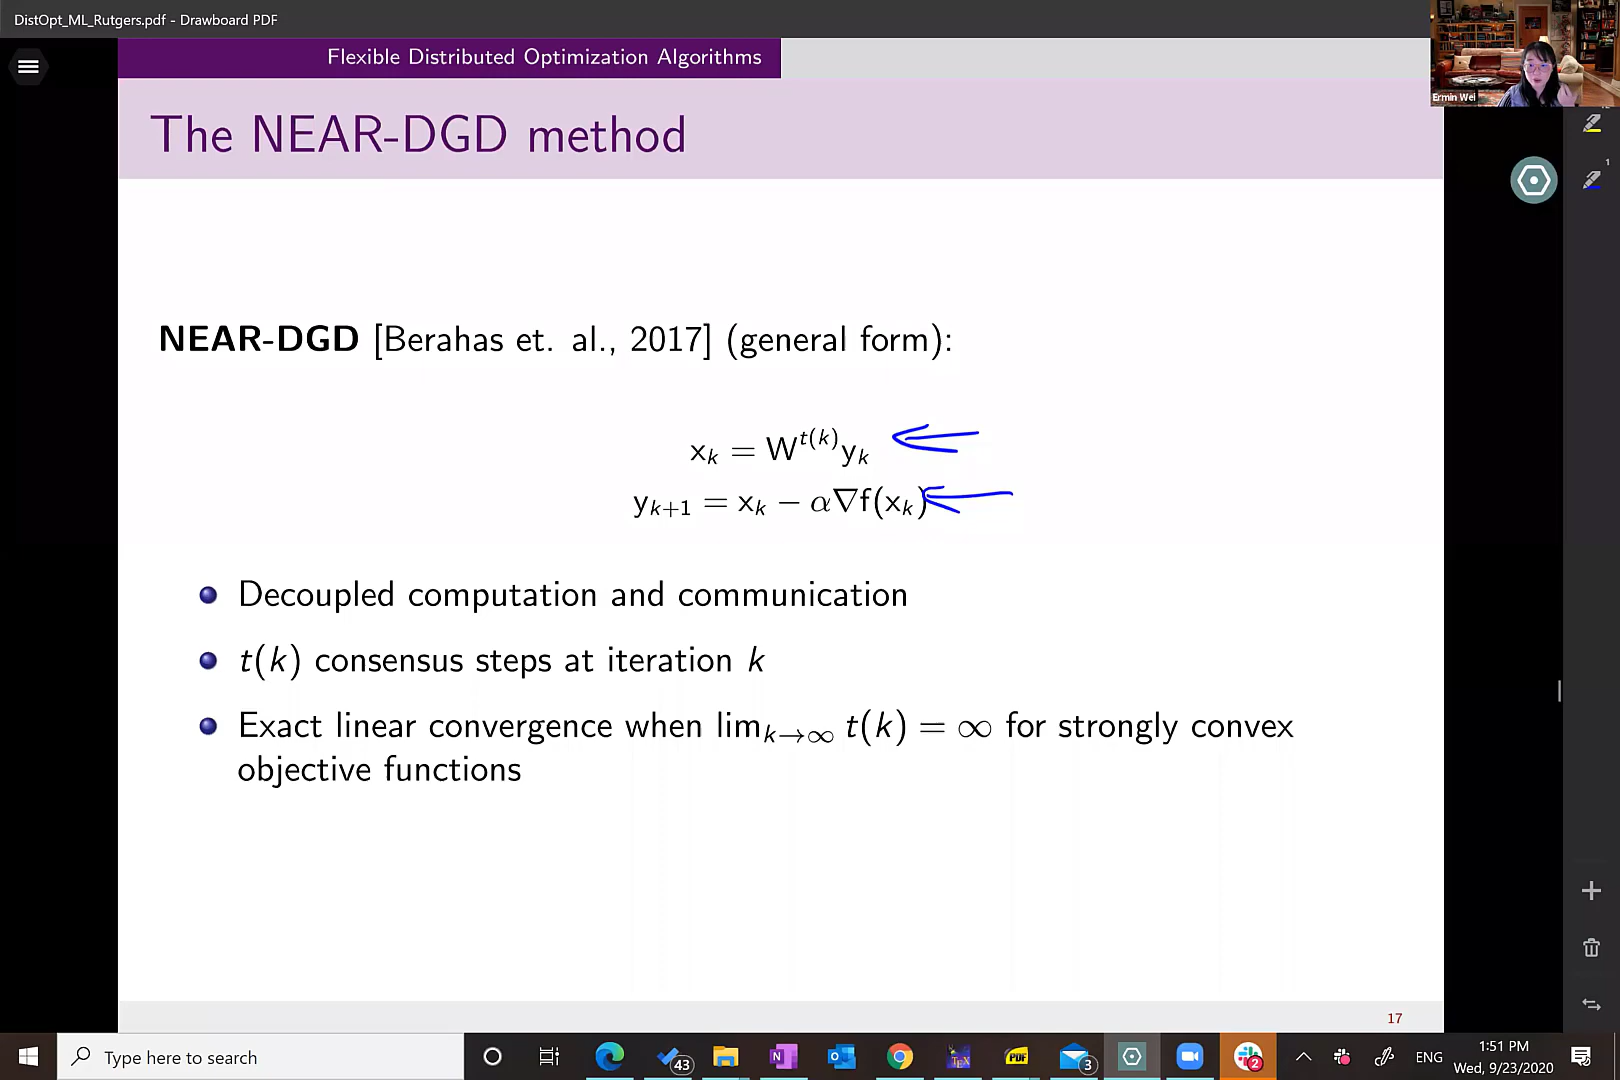 DistOpt_ML_Rutgers.pdf - Drawboard PDF
Flexible Distributed Optimization Algorithms
Ermin Wei
The NEAR-DGD method
1
NEAR-DGD [Berahas et. al., 2017] (general form):
x_k = W^{t(k)}y_k
y_{k+1} = x_k − α∇f(x_k)
Decoupled computation and communication
t(k) consensus steps at iteration k
Exact linear convergence when lim_{k→∞} t(k) = ∞ for strongly convex
objective functions
17
Type here to search
43
N
TEX
PDF
3
2
ENG
1:51 PM
Wed, 9/23/2020